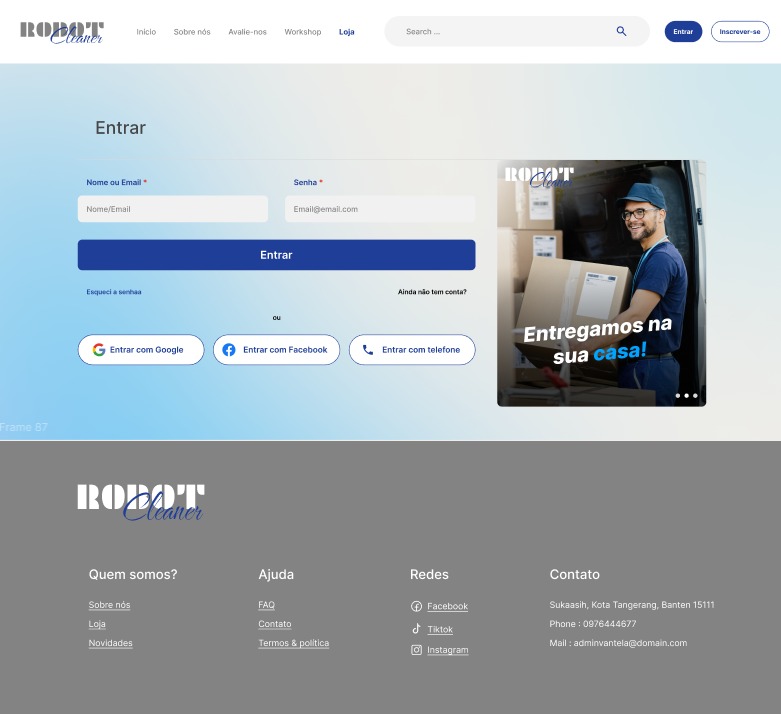 ROBOT
Cleaner
Início Sobre nós Avalie-nos Workshop Loja
Search ...
Entrar
Inscrever-se
Entrar
Nome ou Email *
Senha *
Nome/Email
Email@email.com
Entrar
Esqueci a senhaa
Ainda não tem conta?
ou
Entrar com Google
Entrar com Facebook
Entrar com telefone
ROBOT
Cleaner
Entregamos na
sua casa!
Frame 87
ROBOT
Cleaner
Quem somos?
Sobre nós
Loja
Novidades
Ajuda
FAQ
Contato
Termos & política
Redes
Facebook
Tiktok
Instagram
Contato
Sukaasih, Kota Tangerang, Banten 15111
Phone : 0976444677
Mail : adminvantela@domain.com